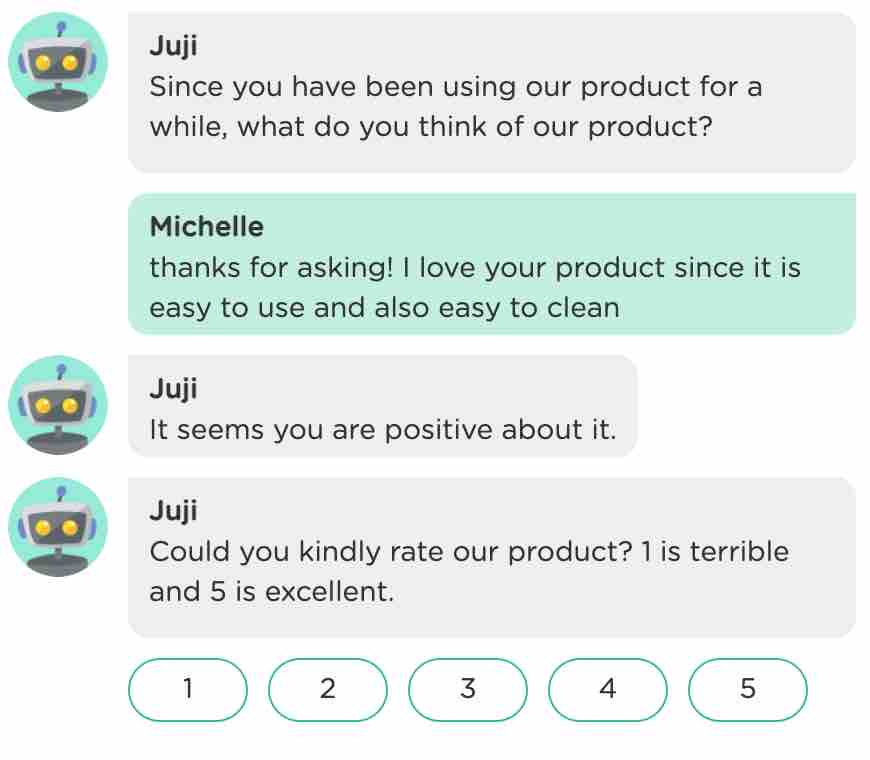 Juji
Since you have been using our product for a
while, what do you think of our product?
Michelle
thanks for asking! I love your product since it is
easy to use and also easy to clean
Juji
It seems you are positive about it.
Juji
Could you kindly rate our product? 1 is terrible
and 5 is excellent.
1 2 3 4 5